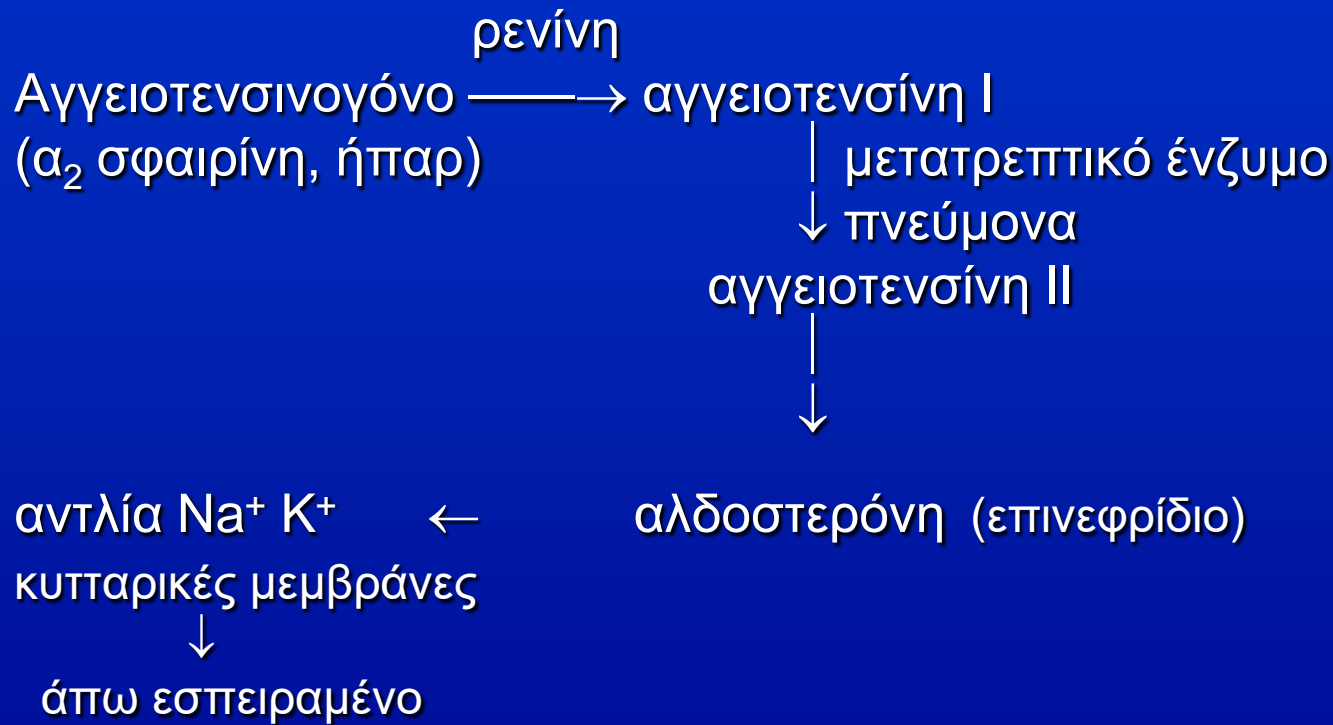 ρενίνη
Αγγειοτενσινογόνο ——→ αγγειοτενσίνη Ι
(α₂ σφαιρίνη, ήπαρ) | μετατρεπτικό ένζυμο
↓ πνεύμονα
αγγειοτενσίνη ΙΙ
|
↓
αντλία Na⁺ K⁺ ← αλδοστερόνη (επινεφρίδιο)
κυτταρικές μεμβράνες
↓
άπω εσπειραμένο